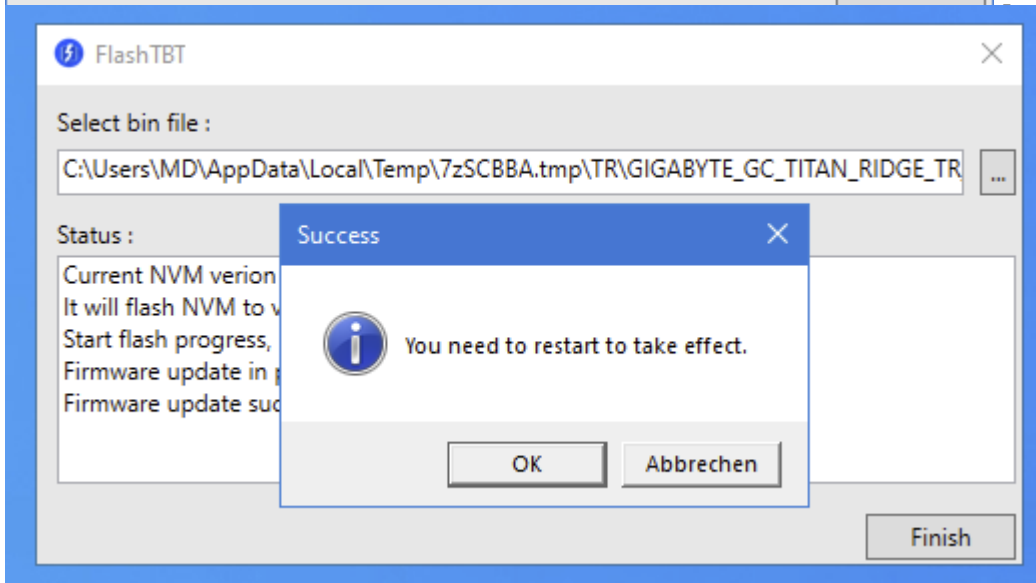 FlashTBT
Select bin file :
C:\Users\MD\AppData\Local\Temp\7zSCBBA.tmp\TR\GIGABYTE_GC_TITAN_RIDGE_TR_
...
Status :
Current NVM verion
It will flash NVM to v
Start flash progress,
Firmware update in p
Firmware update suc
Success
You need to restart to take effect.
OK
Abbrechen
Finish